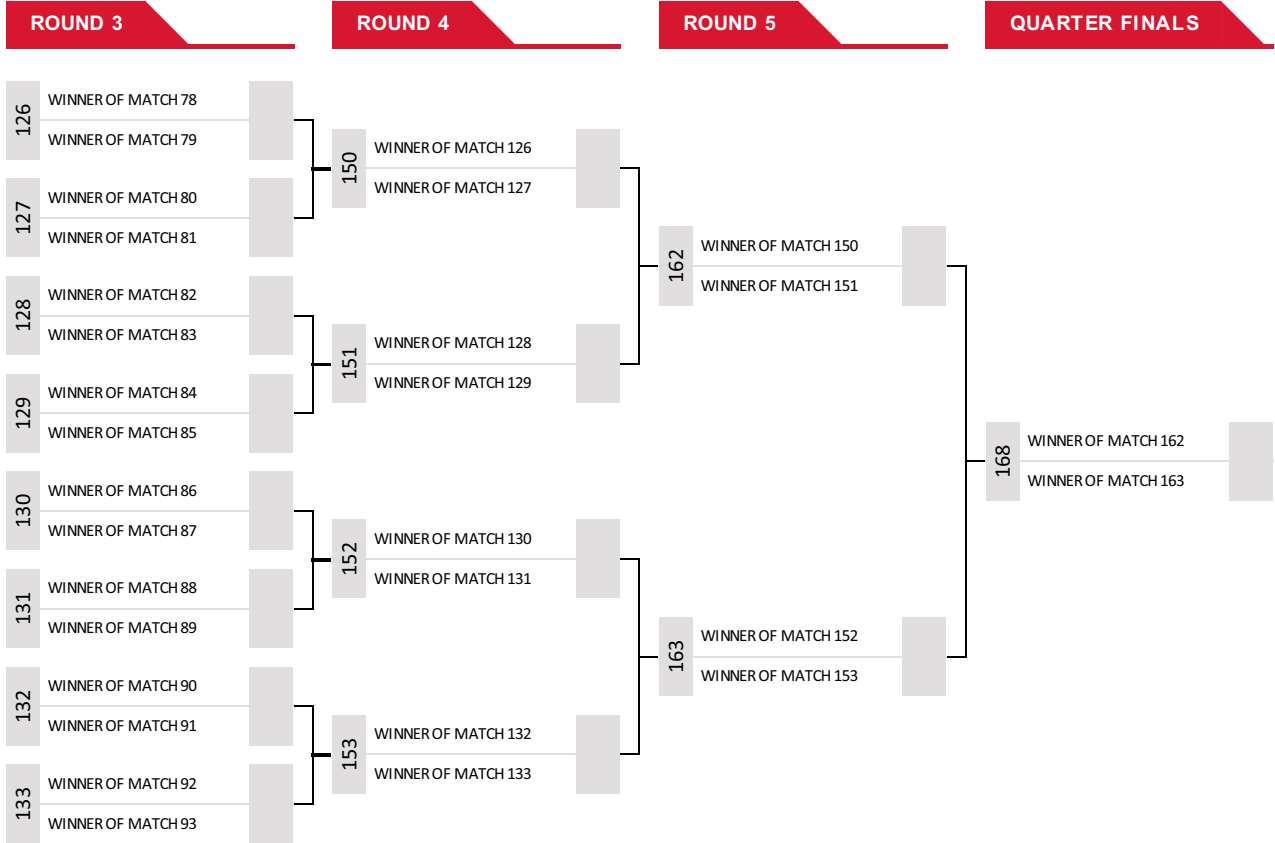 ROUND 3
ROUND 4
ROUND 5
QUARTER FINALS
126
WINNER OF MATCH 78
WINNER OF MATCH 79
127
WINNER OF MATCH 80
WINNER OF MATCH 81
128
WINNER OF MATCH 82
WINNER OF MATCH 83
129
WINNER OF MATCH 84
WINNER OF MATCH 85
130
WINNER OF MATCH 86
WINNER OF MATCH 87
131
WINNER OF MATCH 88
WINNER OF MATCH 89
132
WINNER OF MATCH 90
WINNER OF MATCH 91
133
WINNER OF MATCH 92
WINNER OF MATCH 93
150
WINNER OF MATCH 126
WINNER OF MATCH 127
151
WINNER OF MATCH 128
WINNER OF MATCH 129
152
WINNER OF MATCH 130
WINNER OF MATCH 131
153
WINNER OF MATCH 132
WINNER OF MATCH 133
162
WINNER OF MATCH 150
WINNER OF MATCH 151
163
WINNER OF MATCH 152
WINNER OF MATCH 153
168
WINNER OF MATCH 162
WINNER OF MATCH 163